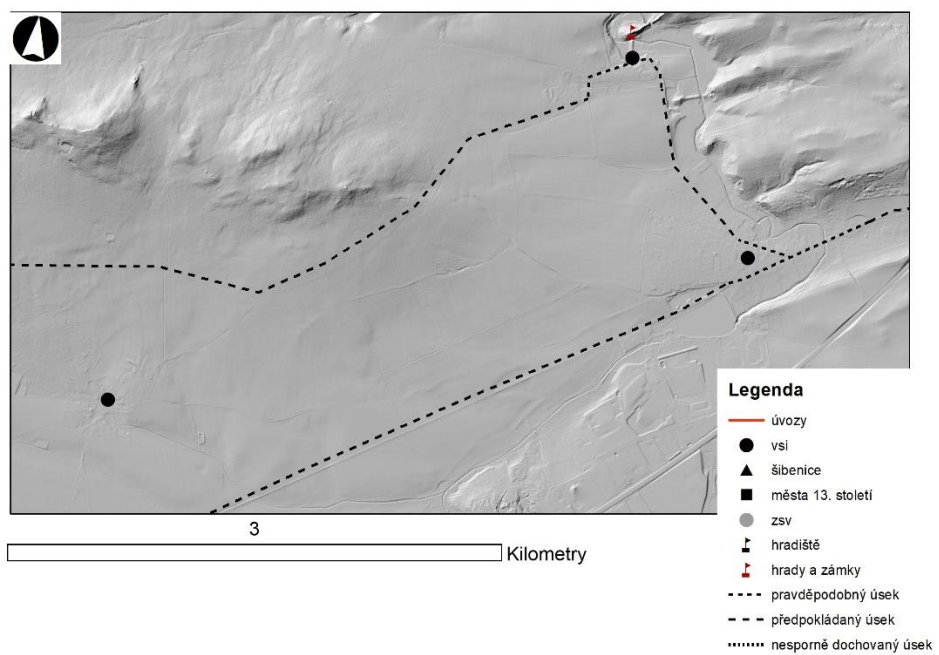 3
Kilometry
Legenda
úvozy
vsi
šibenice
města 13. století
zsv
hradiště
hrady a zámky
pravděpodobný úsek
předpokládaný úsek
nesporně dochovaný úsek